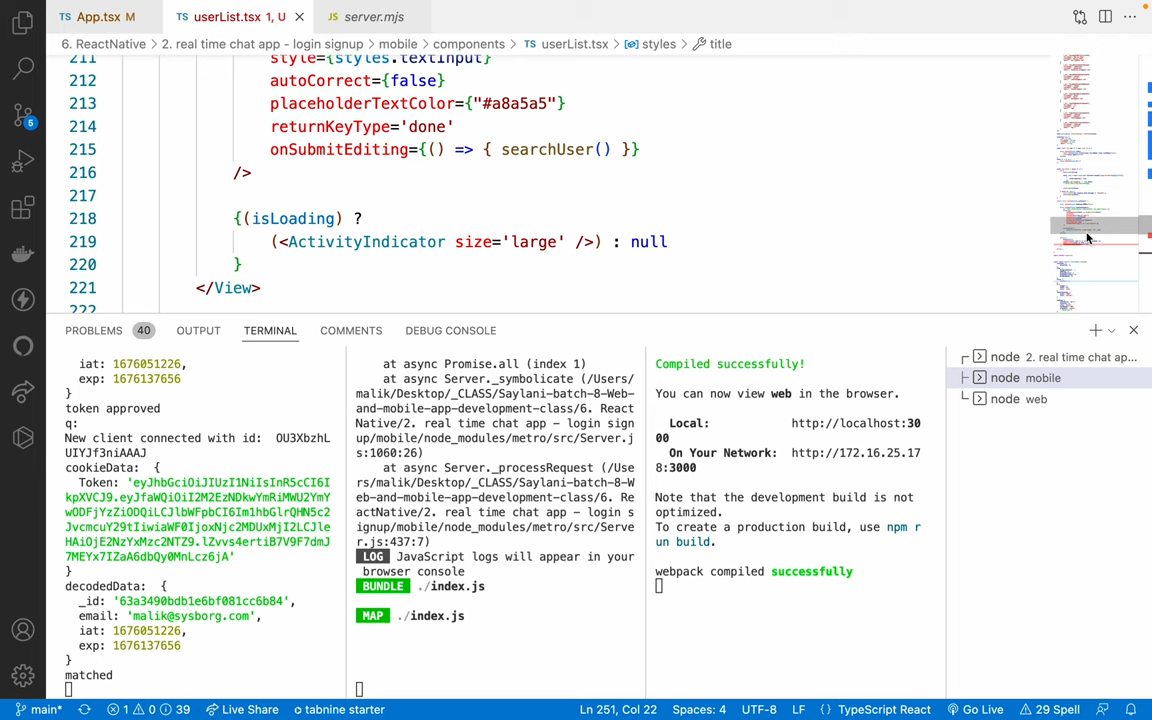 TS App.tsx M
TS userList.tsx 1, U
JS server.mjs
6. ReactNative > 2. real time chat app - login signup > mobile > components > TS userList.tsx > styles > title
211 style={styles.textInput}
212 autoCorrect={false}
213 placeholderTextColor={"#a8a5a5"}
214 returnKeyType='done'
215 onSubmitEditing={() => { searchUser() }}
216 />
217
218 {(isLoading) ?
219 (<ActivityIndicator size='large' />) : null
220 }
221 </View>
222
5
PROBLEMS 40 OUTPUT TERMINAL COMMENTS DEBUG CONSOLE
iat: 1676051226,
exp: 1676137656
}
token approved
q:
New client connected with id:  OU3XbzhL
UIYJf3niAAAJ
cookieData:  {
Token: 'eyJhbGciOiJIUzI1NiIsInR5cCI6I
kpXVCJ9.eyJfaWQiOiI2M2EzNDkwYmRiMWU2YmY
wODFjYzZiODQiLCJlbWFpbCI6Im1hbGlrQHN5c2
JvcmcuY29tIiwiaWF0IjoxNjc2MDUxMjI2LCJle
HAiOjE2NzYxMzc2NTZ9.lZvvs4ertiB7V9F7dmJ
7MEYx7IZaA6dbQy0MnLcz6jA'
}
decodedData:  {
_id: '63a3490bdb1e6bf081cc6b84',
email: 'malik@sysborg.com',
iat: 1676051226,
exp: 1676137656
}
matched
at async Promise.all (index 1)
at async Server._symbolicate (/Users/
malik/Desktop/_CLASS/Saylani-batch-8-Web-
and-mobile-app-development-class/6. React
Native/2. real time chat app - login sign
up/mobile/node_modules/metro/src/Server.j
s:1060:26)
at async Server._processRequest (/Use
rs/malik/Desktop/_CLASS/Saylani-batch-8-W
eb-and-mobile-app-development-class/6. Re
actNative/2. real time chat app - login s
ignup/mobile/node_modules/metro/src/Serve
r.js:437:7)
LOG JavaScript logs will appear in your
browser console
BUNDLE ./index.js
MAP ./index.js
Compiled successfully!
You can now view web in the browser.
Local: http://localhost:30
00
On Your Network: http://172.16.25.17
8:3000
Note that the development build is not
optimized.
To create a production build, use npm r
un build.
webpack compiled successfully
node 2. real time chat ap...
node mobile
node web
main* 1 0 39 Live Share tabnine starter Ln 251, Col 22 Spaces: 4 UTF-8 LF {} TypeScript React Go Live 29 Spell